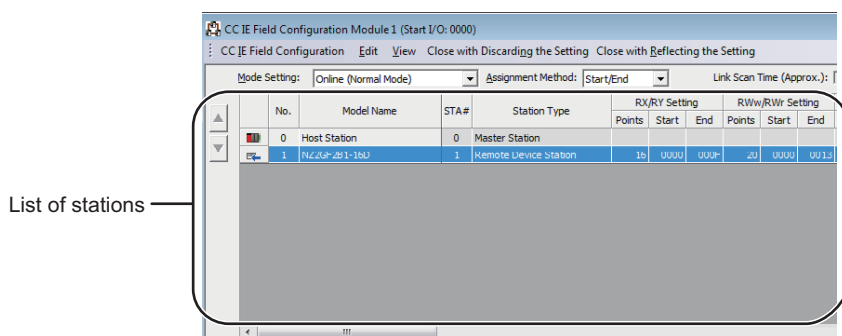 CC IE Field Configuration Module 1 (Start I/O: 0000)
CC IE Field Configuration Edit View Close with Discarding the Setting Close with Reflecting the Setting
Mode Setting: Online (Normal Mode) Assignment Method: Start/End Link Scan Time (Approx.):
No. Model Name STA# Station Type RX/RY Setting RWw/RWr Setting
Points Start End Points Start End
0 Host Station 0 Master Station
1 NZ2GF2B1-16D 1 Remote Device Station 16 0000 000F 20 0000 0013
List of stations